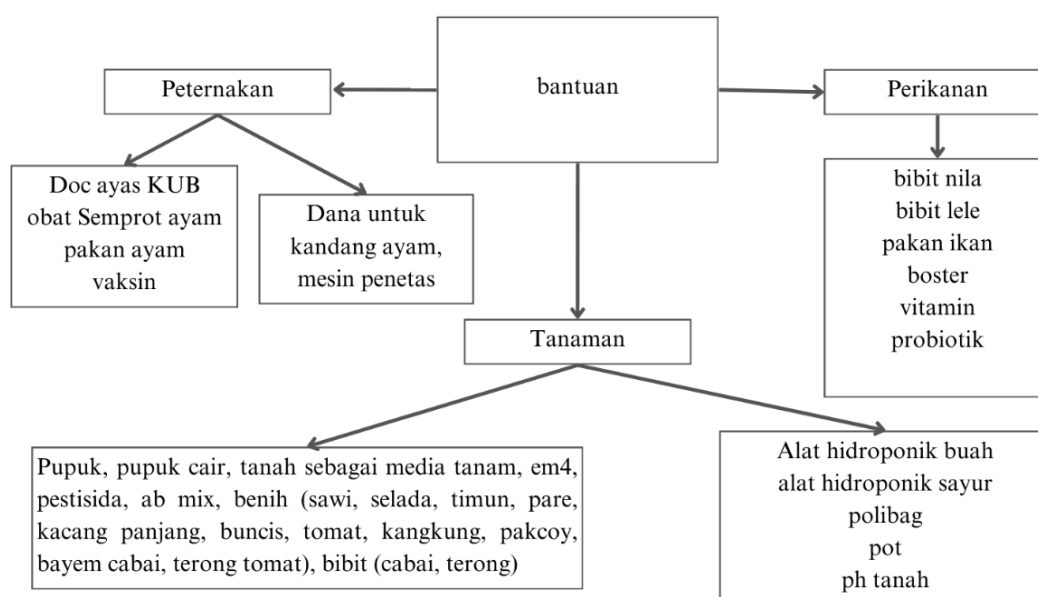 bantuan
Peternakan
Perikanan
Doc ayas KUB
obat Semprot ayam
pakan ayam
vaksin
Dana untuk
kandang ayam,
mesin penetas
bibit nila
bibit lele
pakan ikan
boster
vitamin
probiotik
Tanaman
Pupuk, pupuk cair, tanah sebagai media tanam, em4,
pestisida, ab mix, benih (sawi, selada, timun, pare,
kacang panjang, buncis, tomat, kangkung, pakcoy,
bayem cabai, terong tomat), bibit (cabai, terong)
Alat hidroponik buah
alat hidroponik sayur
polibag
pot
ph tanah